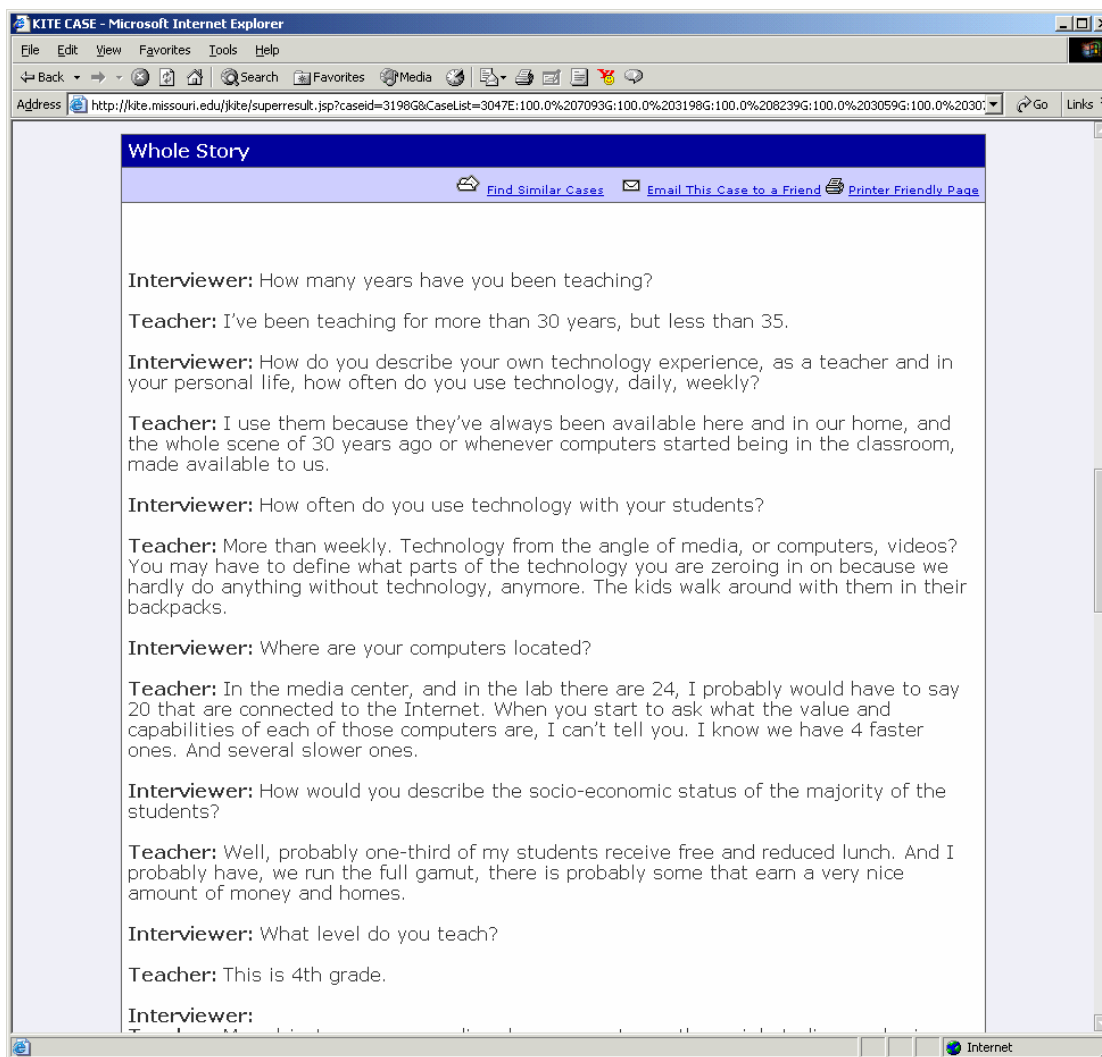 KITE CASE - Microsoft Internet Explorer
File Edit View Favorites Tools Help
Back Search Favorites Media
Address http://kite.missouri.edu/jkite/superresult.jsp?caseid=3198G&CaseList=3047E:100.0%207093G:100.0%203198G:100.0%208239G:100.0%203059G:100.0%2030 Go Links
Whole Story
Find Similar Cases Email This Case to a Friend Printer Friendly Page
Interviewer: How many years have you been teaching?
Teacher: I've been teaching for more than 30 years, but less than 35.
Interviewer: How do you describe your own technology experience, as a teacher and in
your personal life, how often do you use technology, daily, weekly?
Teacher: I use them because they've always been available here and in our home, and
the whole scene of 30 years ago or whenever computers started being in the classroom,
made available to us.
Interviewer: How often do you use technology with your students?
Teacher: More than weekly. Technology from the angle of media, or computers, videos?
You may have to define what parts of the technology you are zeroing in on because we
hardly do anything without technology, anymore. The kids walk around with them in their
backpacks.
Interviewer: Where are your computers located?
Teacher: In the media center, and in the lab there are 24, I probably would have to say
20 that are connected to the Internet. When you start to ask what the value and
capabilities of each of those computers are, I can't tell you. I know we have 4 faster
ones. And several slower ones.
Interviewer: How would you describe the socio-economic status of the majority of the
students?
Teacher: Well, probably one-third of my students receive free and reduced lunch. And I
probably have, we run the full gamut, there is probably some that earn a very nice
amount of money and homes.
Interviewer: What level do you teach?
Teacher: This is 4th grade.
Interviewer:
Internet